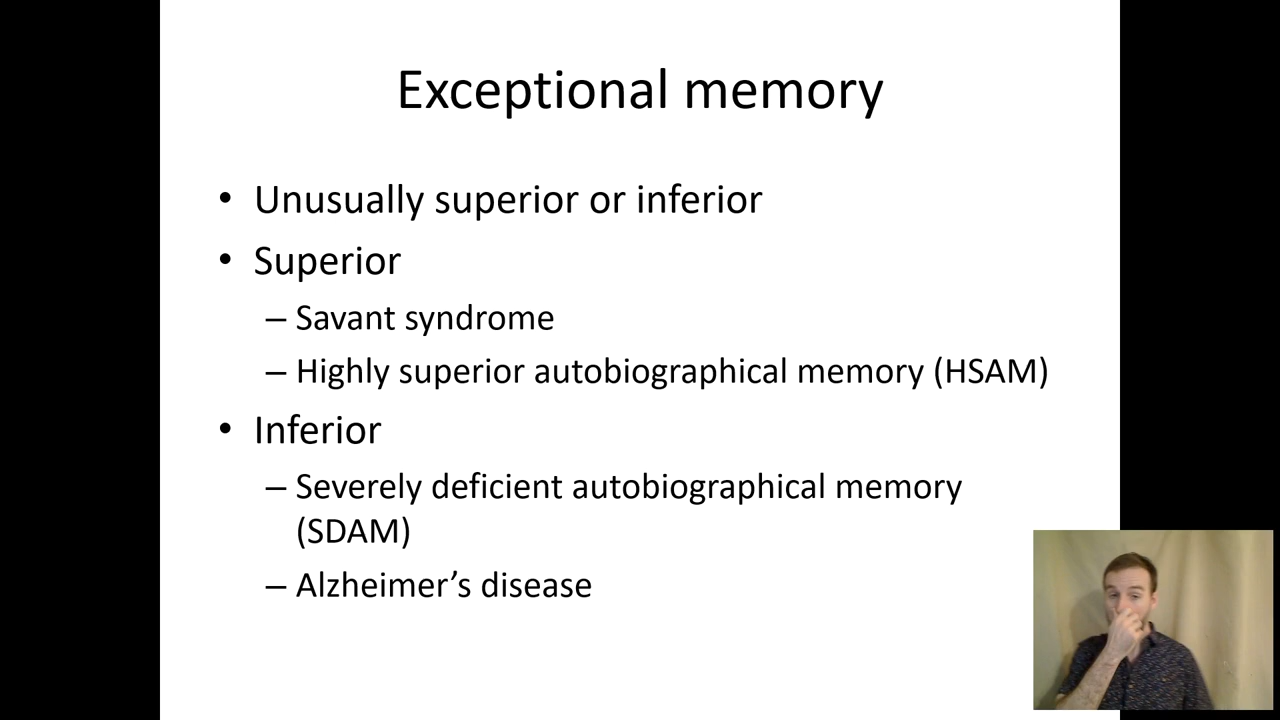 Exceptional memory
• Unusually superior or inferior
• Superior
– Savant syndrome
– Highly superior autobiographical memory (HSAM)
• Inferior
– Severely deficient autobiographical memory
(SDAM)
– Alzheimer’s disease